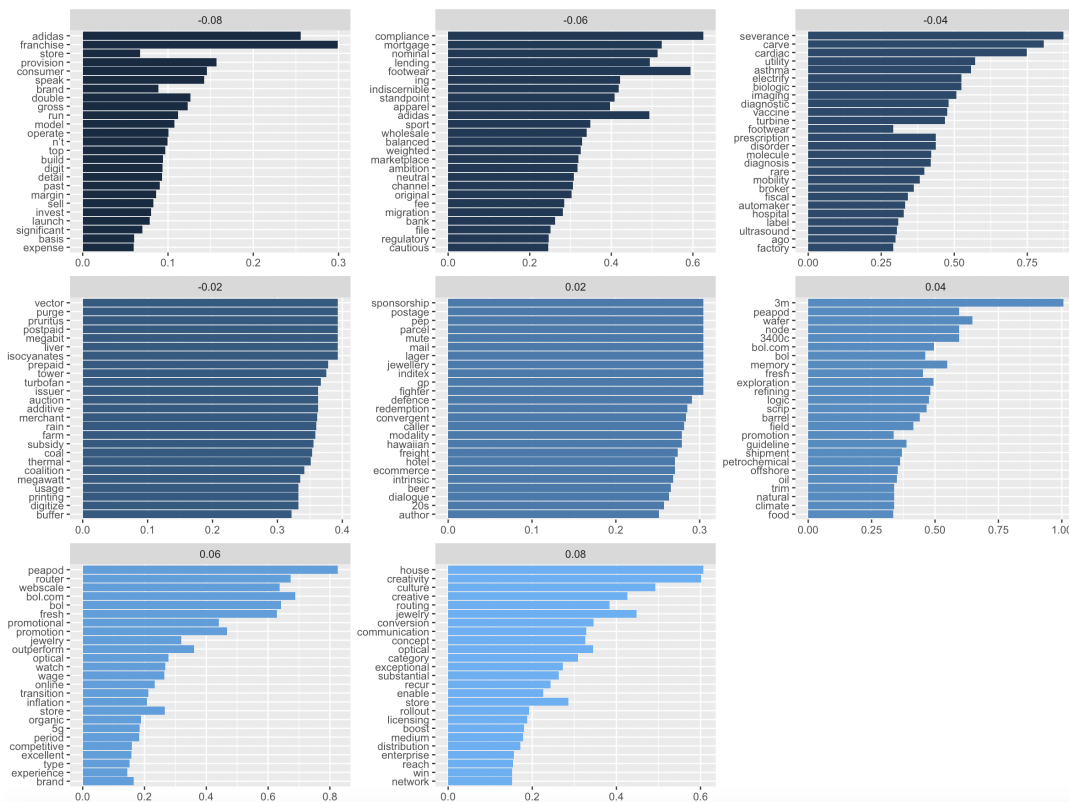 -0.08
adidas
franchise
store
provision
consumer
speak
brand
double
gross
run
model
operate
n't
top
build
digit
detail
past
margin
sell
invest
launch
significant
basis
expense
0.0 0.1 0.2 0.3
-0.06
compliance
mortgage
nominal
lending
footwear
ing
indiscernible
standpoint
apparel
adidas
sport
wholesale
balanced
weighted
marketplace
ambition
neutral
channel
original
fee
migration
bank
file
regulatory
cautious
0.0 0.2 0.4 0.6
-0.04
severance
carve
cardiac
utility
asthma
electrify
biologic
imaging
diagnostic
vaccine
turbine
footwear
prescription
disorder
molecule
diagnosis
rare
mobility
broker
fiscal
automaker
hospital
label
ultrasound
ago
factory
0.00 0.25 0.50 0.75
-0.02
vector
purge
pruritus
postpaid
megabit
liver
isocyanates
prepaid
tower
turbofan
issuer
auction
additive
merchant
rain
farm
subsidy
coal
thermal
coalition
megawatt
usage
printing
digitize
buffer
0.0 0.1 0.2 0.3 0.4
0.02
sponsorship
postage
pep
parcel
mute
mail
lager
jewellery
inditex
gp
fighter
defence
redemption
convergent
caller
modality
hawaiian
freight
hotel
ecommerce
intrinsic
beer
dialogue
20s
author
0.0 0.1 0.2 0.3
0.04
3m
peapod
wafer
node
3400c
bol.com
bol
memory
fresh
exploration
refining
logic
scrip
barrel
field
promotion
guideline
shipment
petrochemical
offshore
oil
trim
natural
climate
food
0.00 0.25 0.50 0.75 1.00
0.06
peapod
router
webscale
bol.com
bol
fresh
promotional
promotion
jewelry
outperform
optical
watch
wage
online
transition
inflation
store
organic
5g
period
competitive
excellent
type
experience
brand
0.0 0.2 0.4 0.6 0.8
0.08
house
creativity
culture
creative
routing
jewelry
conversion
communication
concept
optical
category
exceptional
substantial
recur
enable
store
rollout
licensing
boost
medium
distribution
enterprise
reach
win
network
0.0 0.2 0.4 0.6